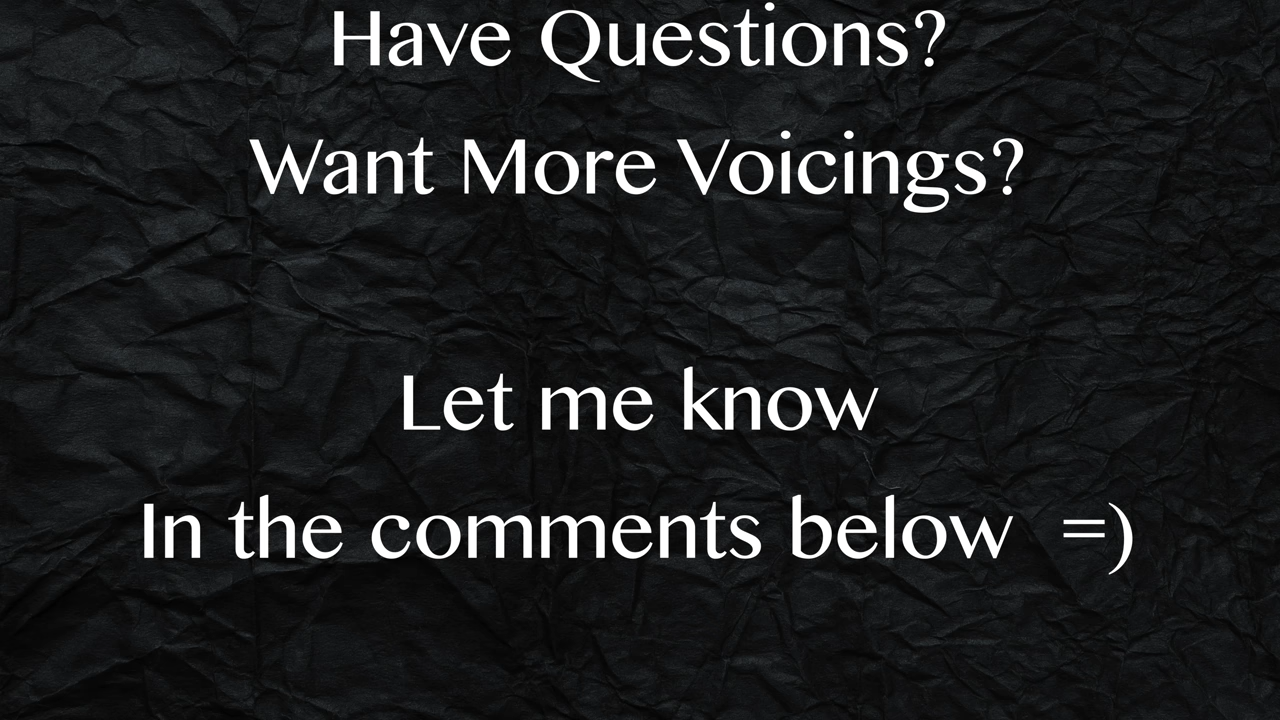 Have Questions?
Want More Voicings?
Let me know
In the comments below =)